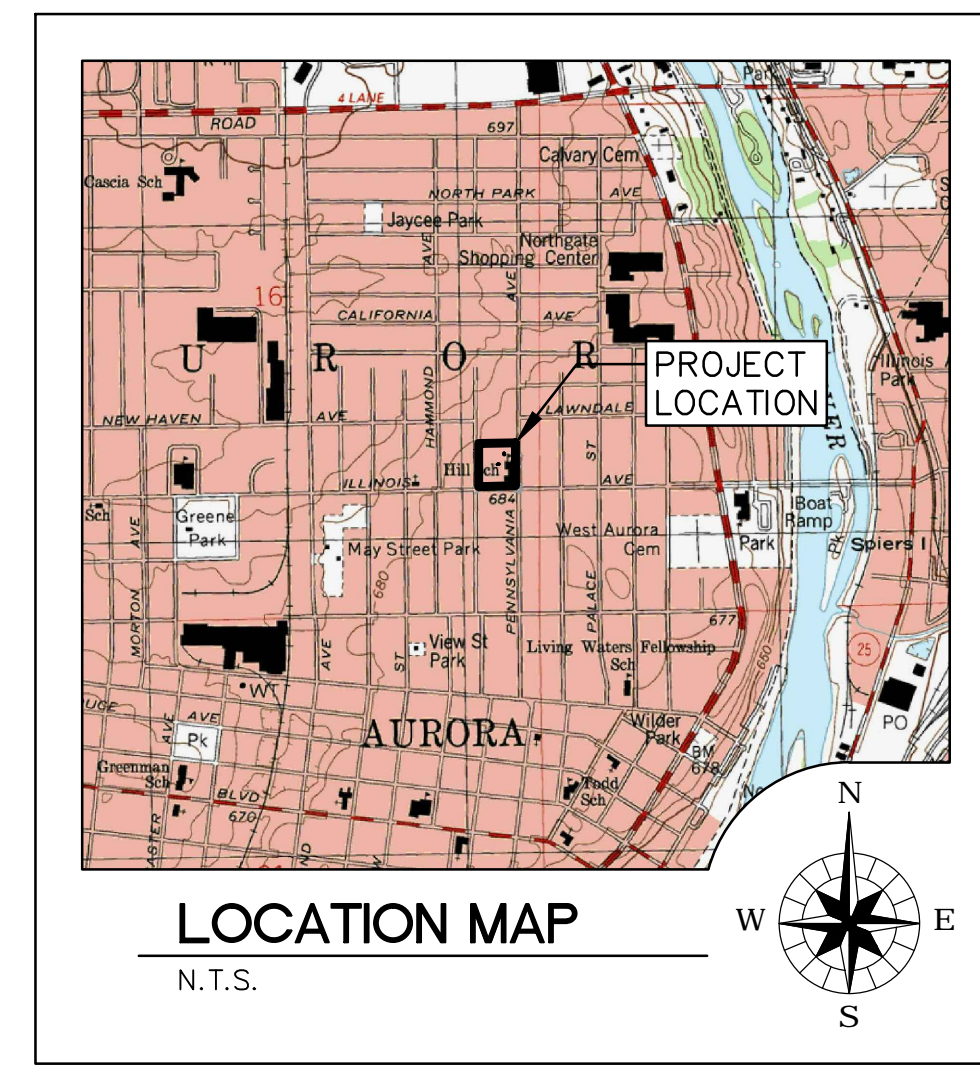 4 LANE
ROAD
697
Calvary Cem
Cascia Sch
NORTH PARK
AVE
Jaycee Park
AVE
Northgate
Shopping Center
AVE
16
CALIFORNIA
AVE
U R O R
PROJECT
LOCATION
Illinois
Park
NEW HAVEN
AVE
HAMMOND
LAWNDALE
ST
Hill Sch
ILLINOIS
AVE
684
Sch
Greene
Park
AVE
May Street Park
680
PENNSYLVANIA
West Aurora
Cem
Park
Boat
Ramp
Pk
Spiers I
MORTON
AVE
ST
View St
Park
PALACE
677
Living Waters Fellowship
Sch
650
25
WT
AVE
AVE
Pk
AURORA
Wilder
Park
BM
678
PO
Greenman
Sch
BLVD
670
Todd
Sch
LOCATION MAP
N.T.S.
N
W
E
S